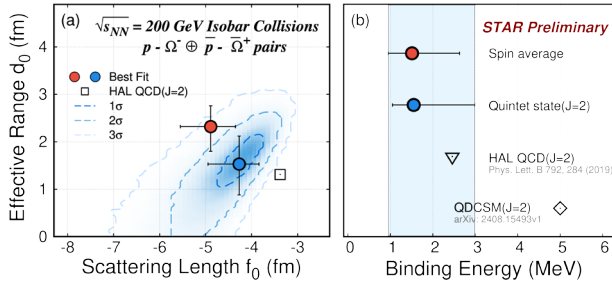 (a)
√sNN = 200 GeV Isobar Collisions
p - Ω⁻ ⊕ p̅ - Ω̅⁺ pairs
Best Fit
HAL QCD(J=2)
1σ
2σ
3σ
Effective Range d₀ (fm)
4
3
2
1
0
-8 -7 -6 -5 -4 -3
Scattering Length f₀ (fm)
(b)
STAR Preliminary
Spin average
Quintet state(J=2)
HAL QCD(J=2)
Phys. Lett. B 792, 284 (2019)
QDCSM(J=2)
arXiv: 2408.15493v1
0 1 2 3 4 5 6
Binding Energy (MeV)